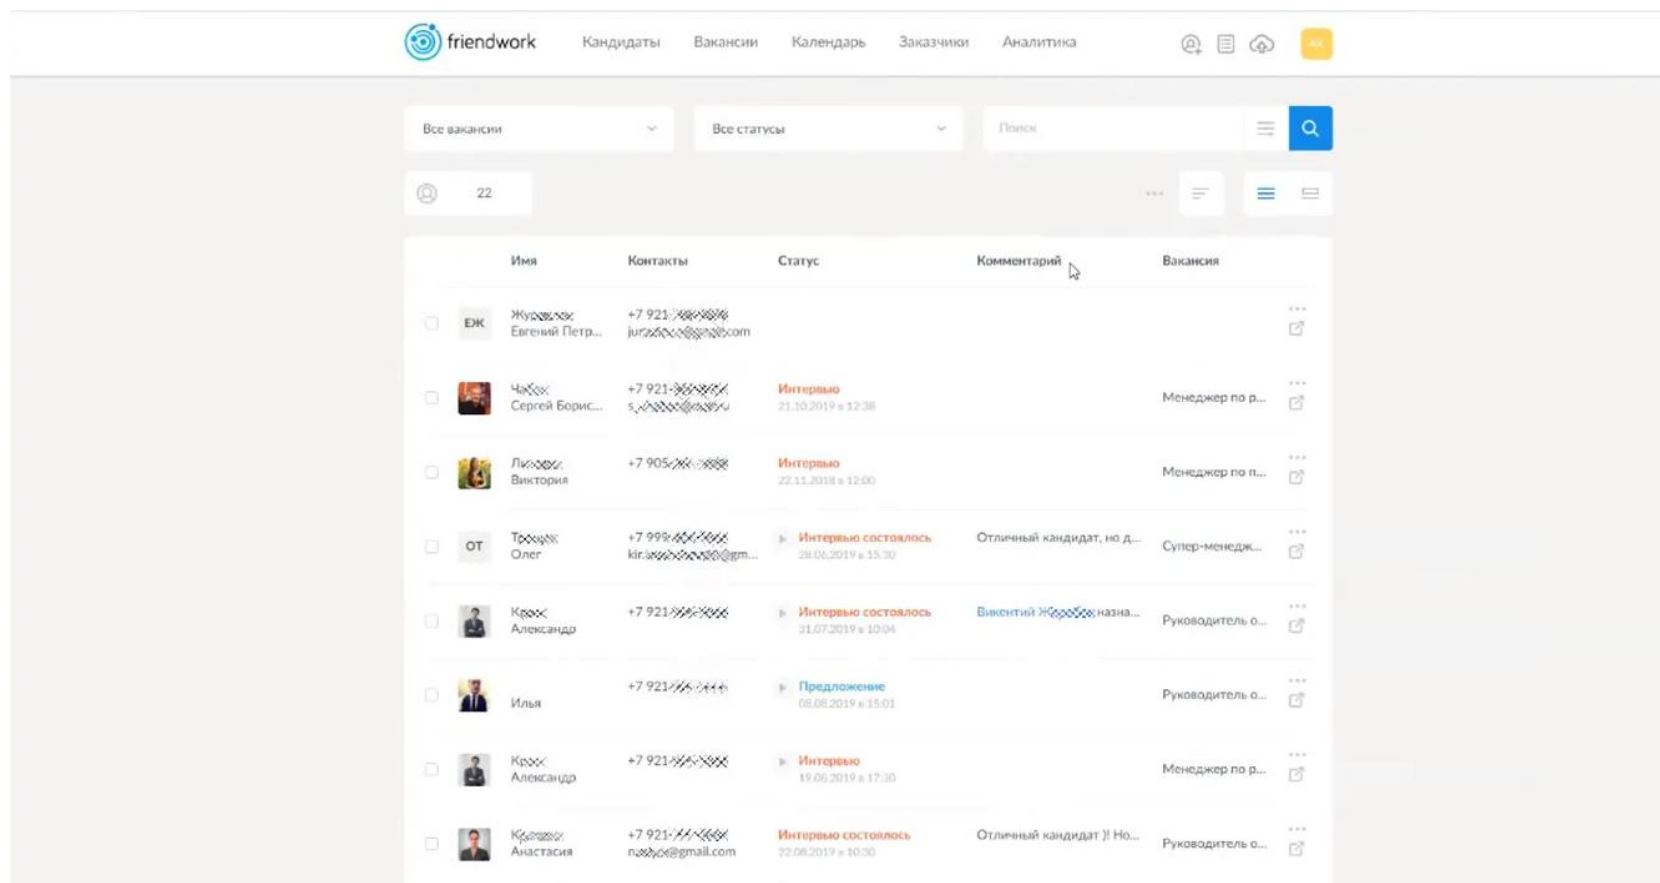 friendwork Кандидаты Вакансии Календарь Заказчики Аналитика AX
Все вакансии Все статусы Поиск
22
Имя Контакты Статус Комментарий Вакансия
ЕЖ
+7 921
Евгений Петр... .com
+7 921- Интервью
Сергей Борис... 21.10.2019 в 12:38 Менеджер по р...
+7 905 Интервью
Виктория 22.11.2018 в 12:00 Менеджер по п...
ОТ
+7 999 Интервью состоялось Отличный кандидат, но д...
Олег 28.06.2019 в 15:30 Супер-менедж...
+7 921 Интервью состоялось Викентий назна...
Александр 31.07.2019 в 10:04 Руководитель о...
+7 921 Предложение
Илья 08.08.2019 в 15:01 Руководитель о...
+7 921 Интервью
Александр 19.08.2019 в 17:30 Менеджер по р...
+7 921- Интервью состоялось Отличный кандидат )! Но...
Анастасия @gmail.com 22.08.2019 в 10:30 Руководитель о...